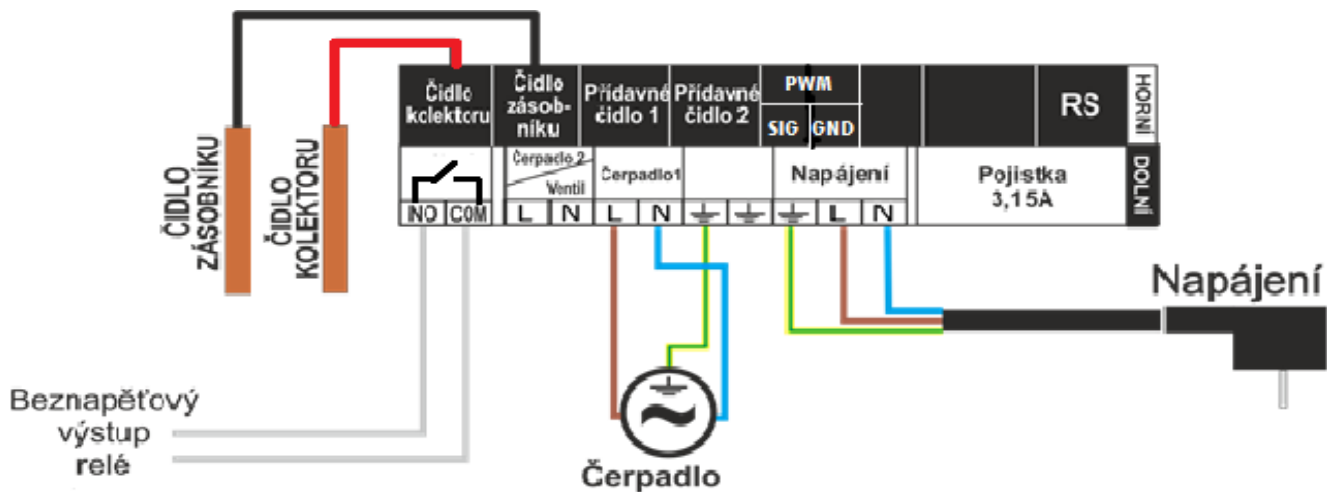 Čidlo
kolektoru
Čidlo
zásob-
níku
Přídavné
čidlo 1
Přídavné
čidlo 2
PWM
SIG GND
RS
HORNÍ
Čerpadlo 2
Ventil
Čerpadlo1
Napájení
Pojistka
3,15A
DOLNÍ
INO COM L N L N L N
ČIDLO
ZÁSOBNÍKU
ČIDLO
KOLEKTORU
Napájení
Beznapěťový
výstup
relé
Čerpadlo